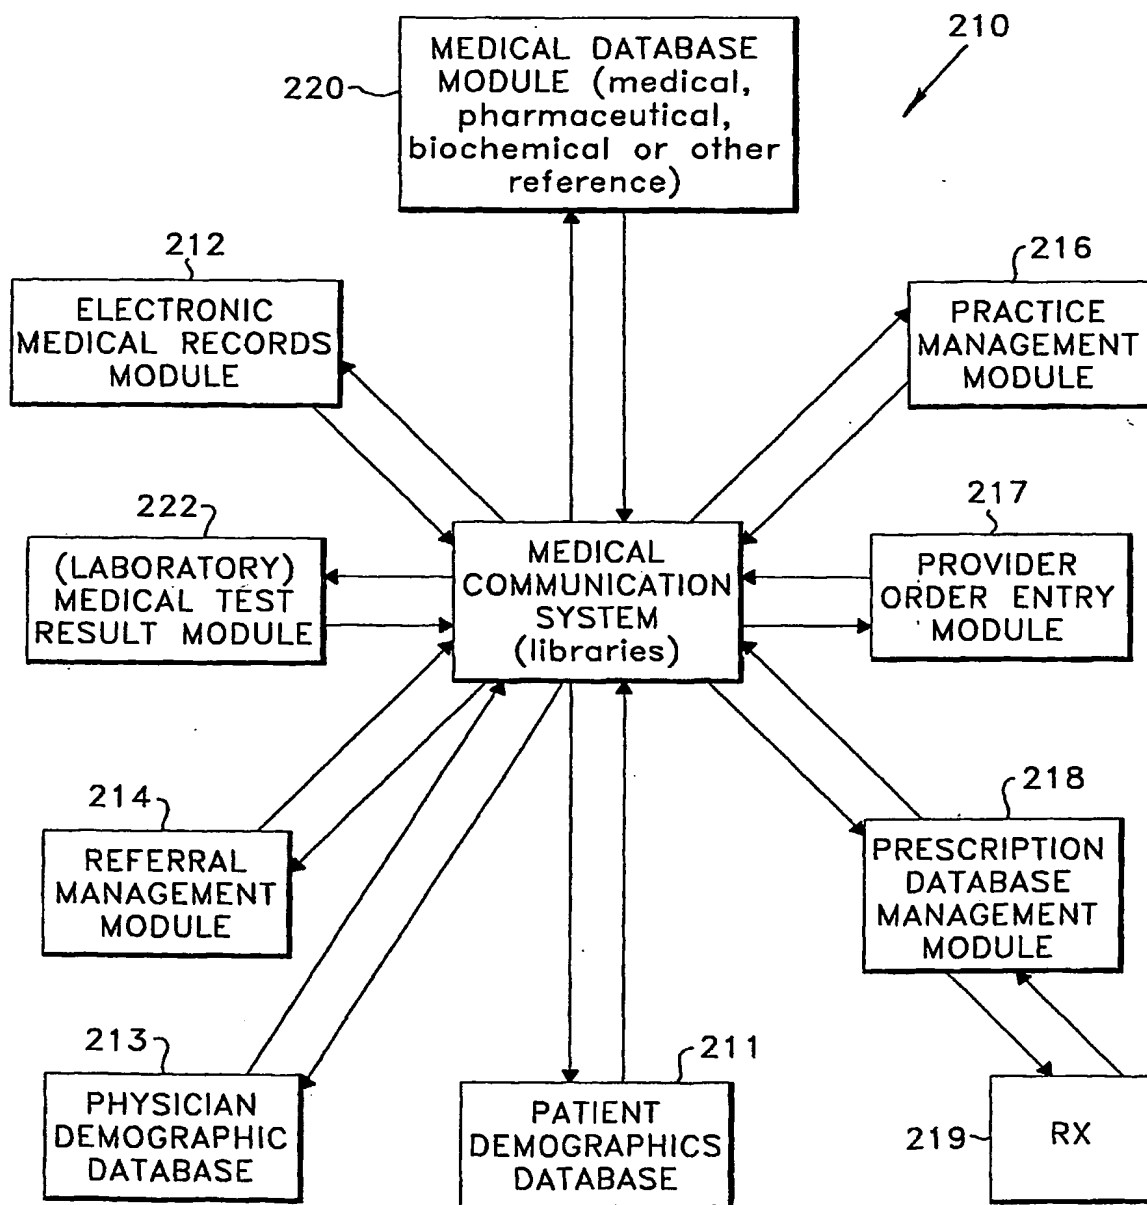 210
MEDICAL DATABASE
MODULE (medical,
pharmaceutical,
biochemical or other
reference)
220
212
ELECTRONIC
MEDICAL RECORDS
MODULE
216
PRACTICE
MANAGEMENT
MODULE
222
(LABORATORY)
MEDICAL TEST
RESULT MODULE
MEDICAL
COMMUNICATION
SYSTEM
(libraries)
217
PROVIDER
ORDER ENTRY
MODULE
214
REFERRAL
MANAGEMENT
MODULE
218
PRESCRIPTION
DATABASE
MANAGEMENT
MODULE
213
PHYSICIAN
DEMOGRAPHIC
DATABASE
211
PATIENT
DEMOGRAPHICS
DATABASE
219
RX